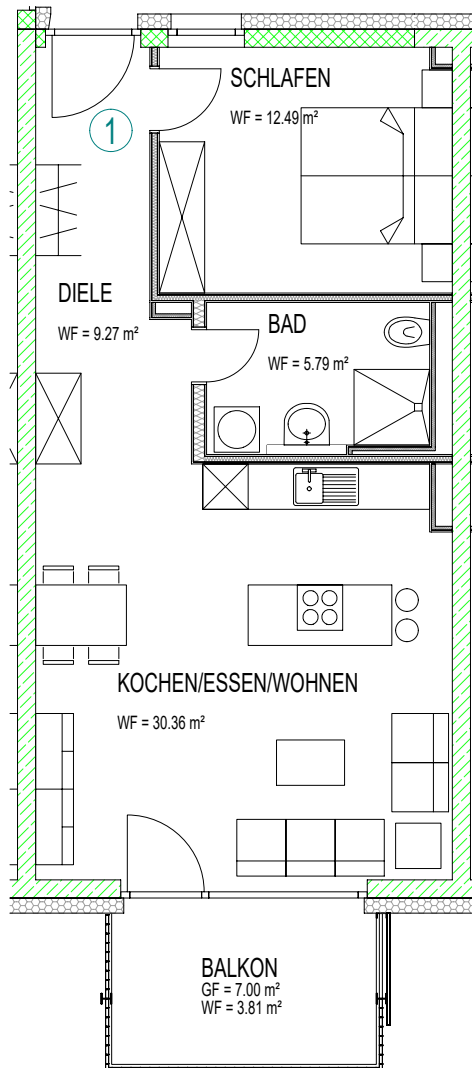 SCHLAFEN
WF = 12.49 m²
1
DIELE
WF = 9.27 m²
BAD
WF = 5.79 m²
KOCHEN/ESSEN/WOHNEN
WF = 30.36 m²
BALKON
GF = 7.00 m²
WF = 3.81 m²